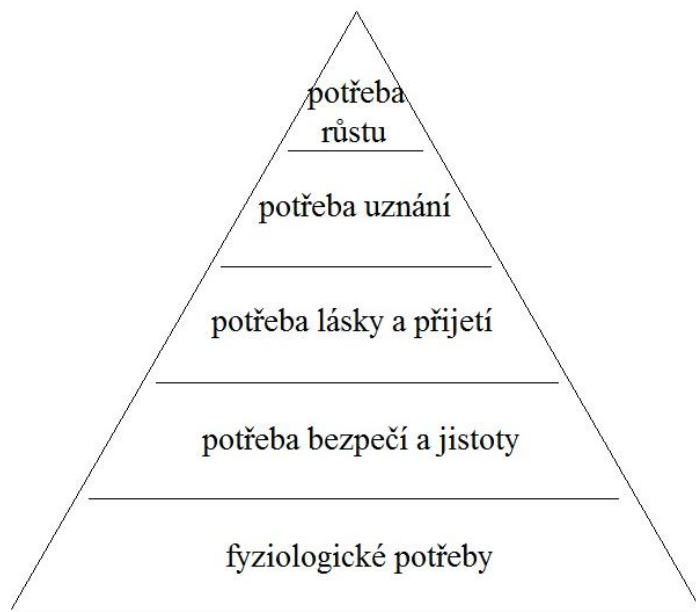 potřeba
růstu
potřeba uznání
potřeba lásky a přijetí
potřeba bezpečí a jistoty
fyziologické potřeby